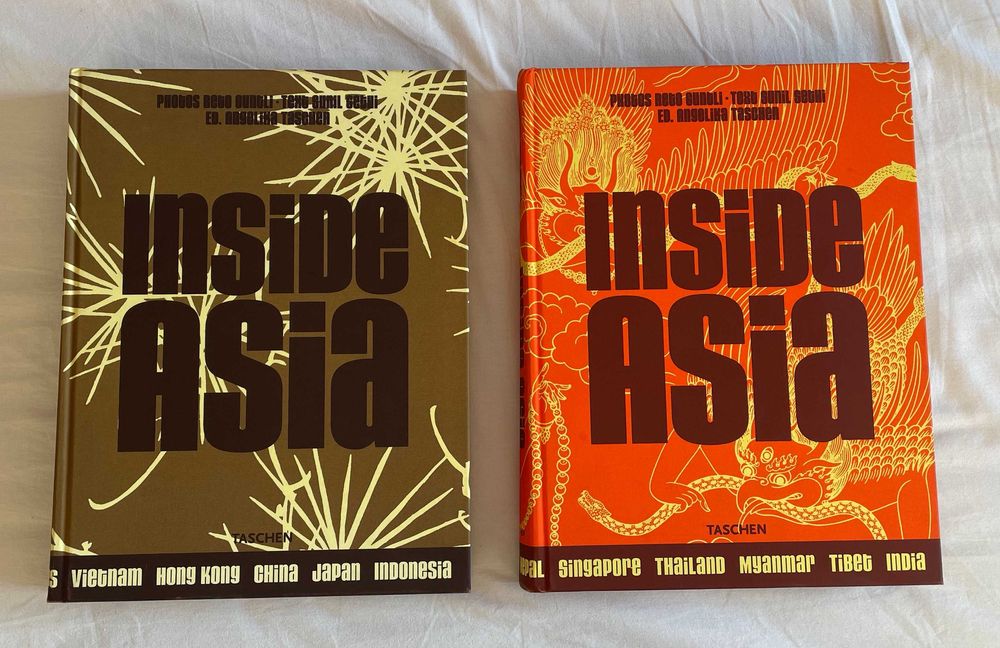 PHOTOS RETO GUNTLI · TEXT SUNIL SETHI
ED. ANGELIKA TASCHEN
INSIDE
ASIA
TASCHEN
S VIETNAM HONG KONG CHINA JAPAN INDONESIA
PHOTOS RETO GUNTLI · TEXT SUNIL SETHI
ED. ANGELIKA TASCHEN
INSIDE
ASIA
TASCHEN
EPAL SINGAPORE THAILAND MYANMAR TIBET INDIA